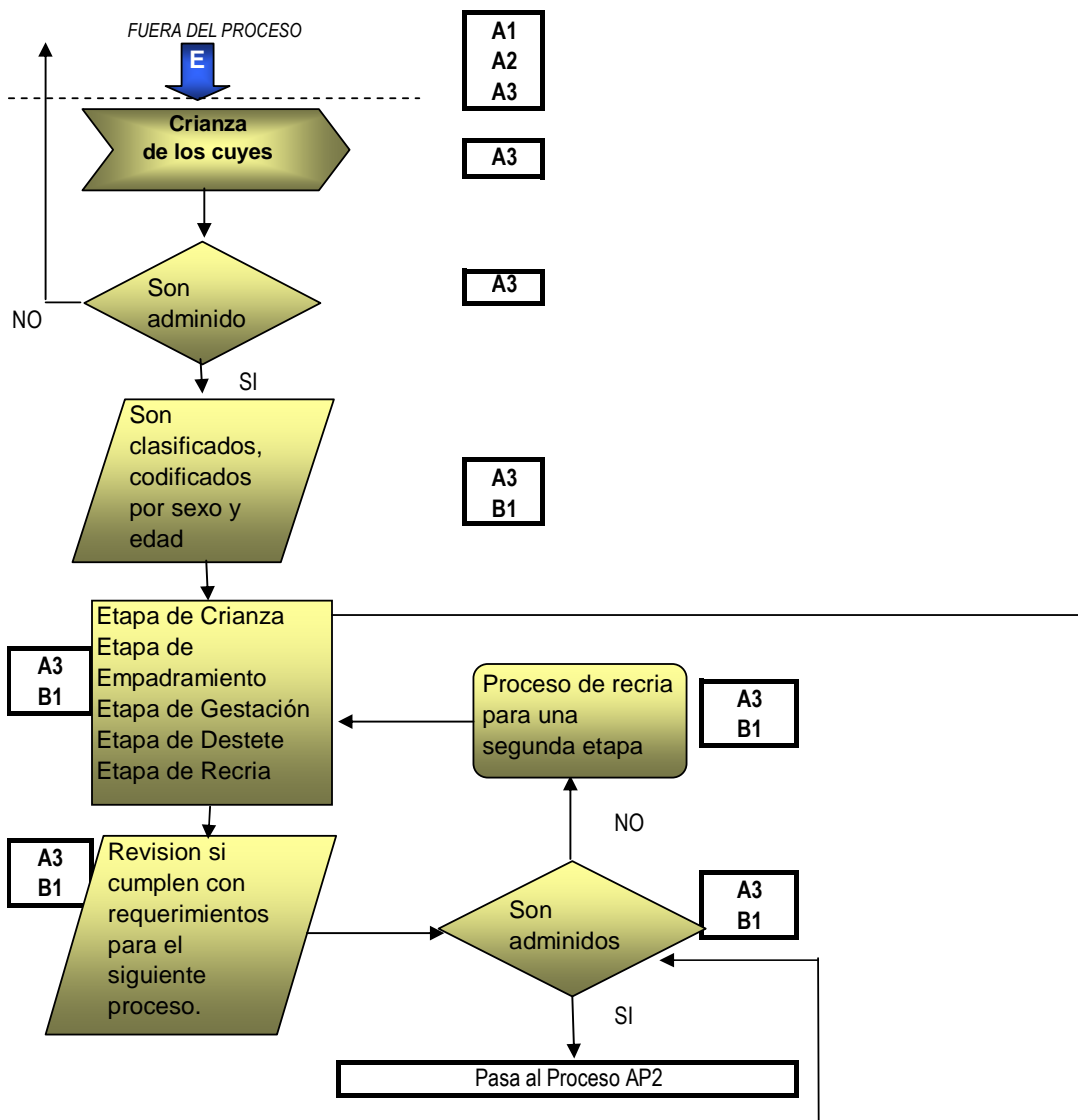 FUERA DEL PROCESO
E
A1
A2
A3
Crianza
de los cuyes
A3
Son
adminido
A3
NO
SI
Son
clasificados,
codificados
por sexo y
edad
A3
B1
Etapa de Crianza
Etapa de
Empadramiento
Etapa de Gestación
Etapa de Destete
Etapa de Recria
A3
B1
Proceso de recria
para una
segunda etapa
A3
B1
NO
A3
B1
Revision si
cumplen con
requerimientos
para el
siguiente
proceso.
Son
adminidos
A3
B1
SI
Pasa al Proceso AP2